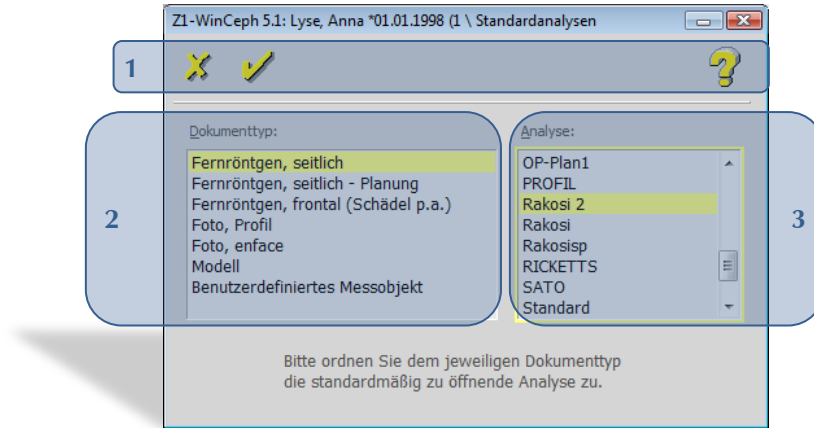 Z1-WinCeph 5.1: Lyse, Anna *01.01.1998 (1 \ Standardanalysen
1
2
Dokumenttyp:
Fernröntgen, seitlich
Fernröntgen, seitlich - Planung
Fernröntgen, frontal (Schädel p.a.)
Foto, Profil
Foto, enface
Modell
Benutzerdefiniertes Messobjekt
Analyse:
OP-Plan1
PROFIL
Rakosi 2
Rakosi
Rakosisp
RICKETTS
SATO
Standard
3
Bitte ordnen Sie dem jeweiligen Dokumenttyp
die standardmäßig zu öffnende Analyse zu.